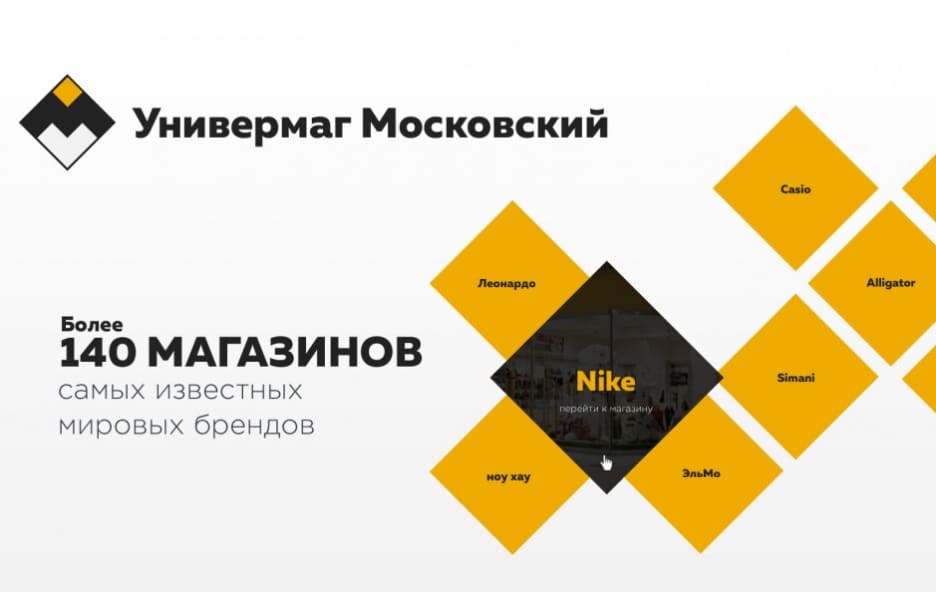 Универмаг Московский
Casio
Леонардо
Alligator
Более
140 МАГАЗИНОВ
самых известных
мировых брендов
Nike
перейти к магазину
Simani
ноу хау
ЭльМо